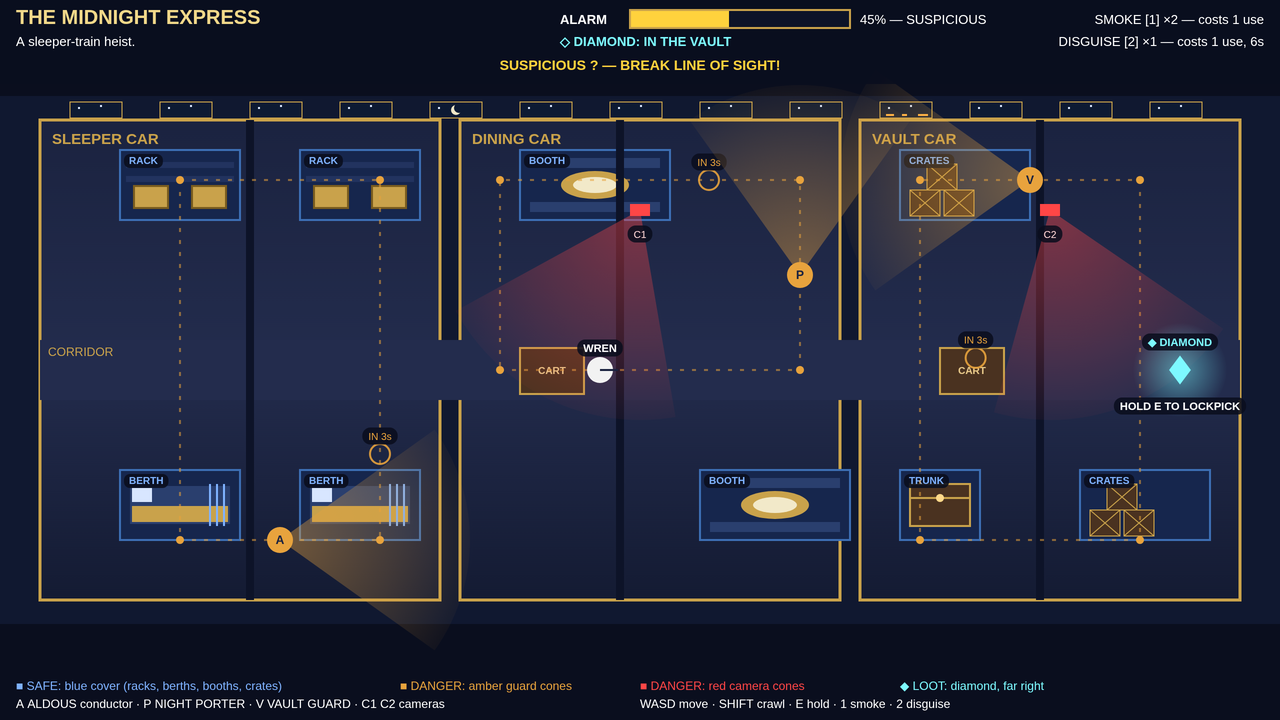 THE MIDNIGHT EXPRESS
A sleeper-train heist.
ALARM
45% — SUSPICIOUS
◇ DIAMOND: IN THE VAULT
SUSPICIOUS ? — BREAK LINE OF SIGHT!
SMOKE [1] ×2 — costs 1 use
DISGUISE [2] ×1 — costs 1 use, 6s
SLEEPER CAR
RACK
RACK
CORRIDOR
IN 3s
BERTH
BERTH
A
DINING CAR
BOOTH
IN 3s
C1
P
WREN
CART
BOOTH
VAULT CAR
CRATES
V
C2
IN 3s
CART
◆ DIAMOND
HOLD E TO LOCKPICK
TRUNK
CRATES
■ SAFE: blue cover (racks, berths, booths, crates)
■ DANGER: amber guard cones
■ DANGER: red camera cones
◆ LOOT: diamond, far right
A ALDOUS conductor · P NIGHT PORTER · V VAULT GUARD · C1 C2 cameras
WASD move · SHIFT crawl · E hold · 1 smoke · 2 disguise